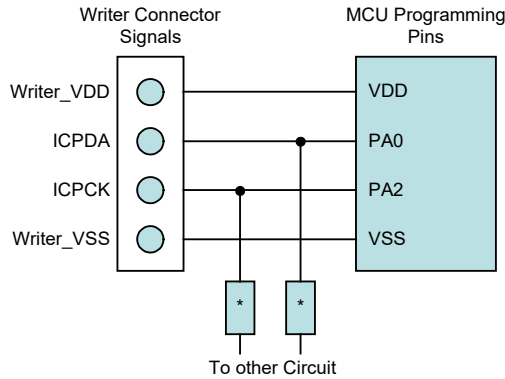 Writer Connector
Signals
MCU Programming
Pins
Writer_VDD
VDD
ICPDA
PA0
ICPCK
PA2
Writer_VSS
VSS
*
*
To other Circuit